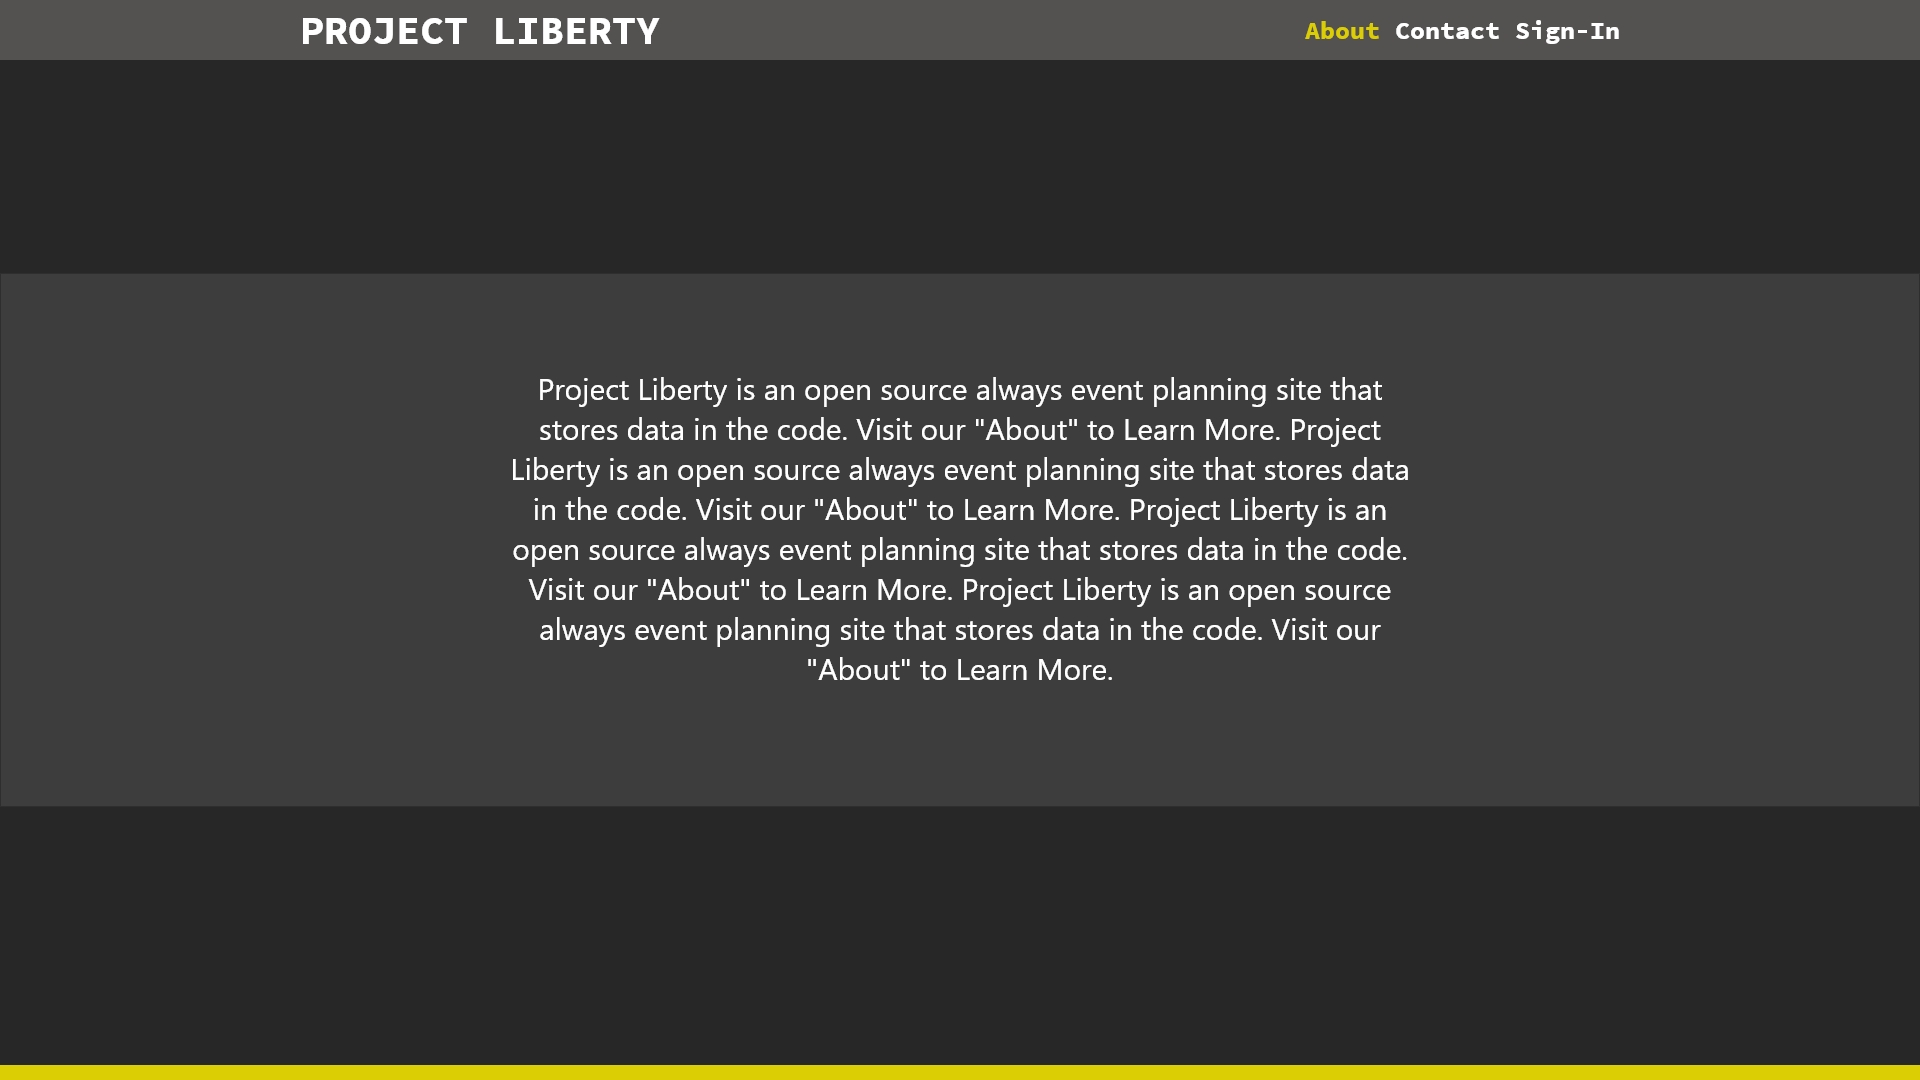 PROJECT LIBERTY
About Contact Sign-In
Project Liberty is an open source always event planning site that
stores data in the code. Visit our "About" to Learn More. Project
Liberty is an open source always event planning site that stores data
in the code. Visit our "About" to Learn More. Project Liberty is an
open source always event planning site that stores data in the code.
Visit our "About" to Learn More. Project Liberty is an open source
always event planning site that stores data in the code. Visit our
"About" to Learn More.